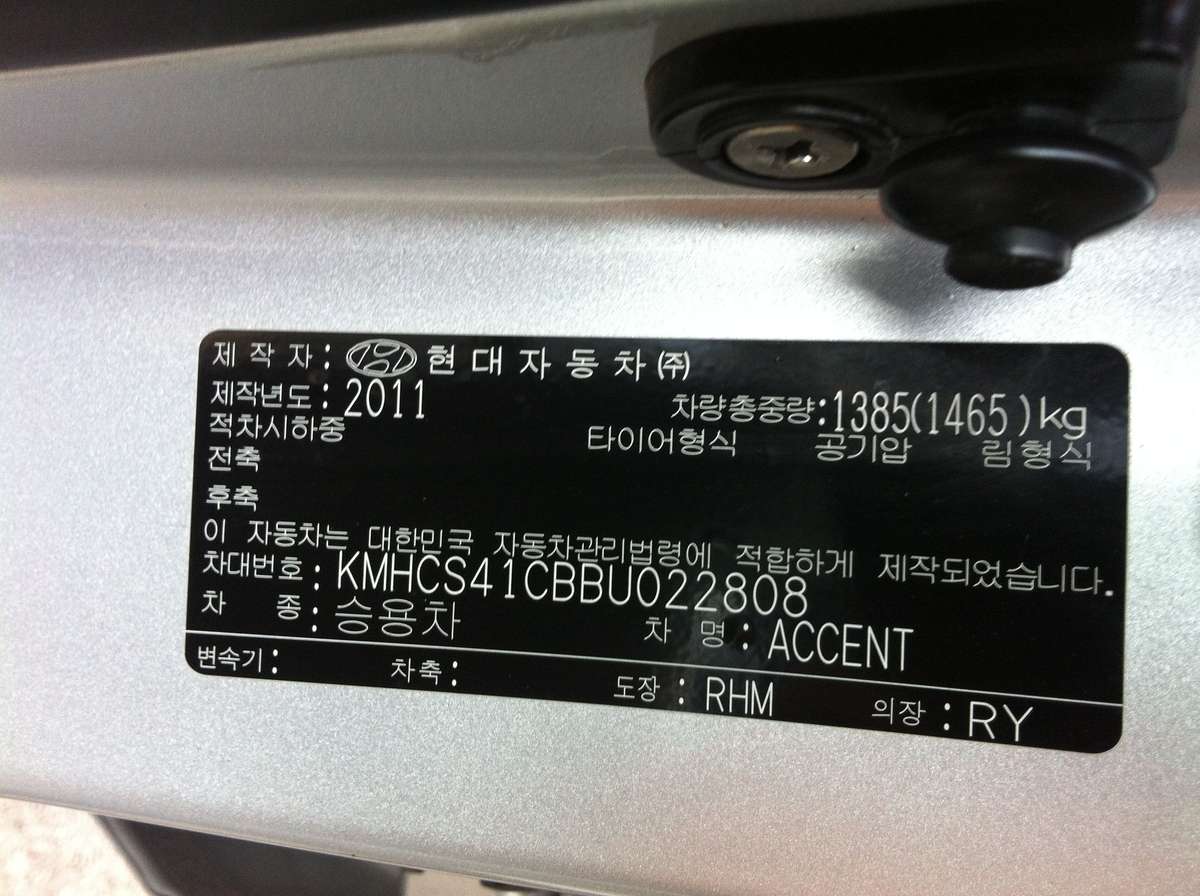 제 작 자 : 현 대 자 동 차 ㈜
제작년도 : 2011 차량총중량 : 1385(1465)kg
적차시하중 타이어형식 공기압 림형식
전축
후축
이 자동차는 대한민국 자동차관리법령에 적합하게 제작되었습니다.
차대번호 : KMHCS41CBBU022808
차 종 : 승용차 차 명 : ACCENT
변속기 : 차축 : 도장 : RHM 의장 : RY